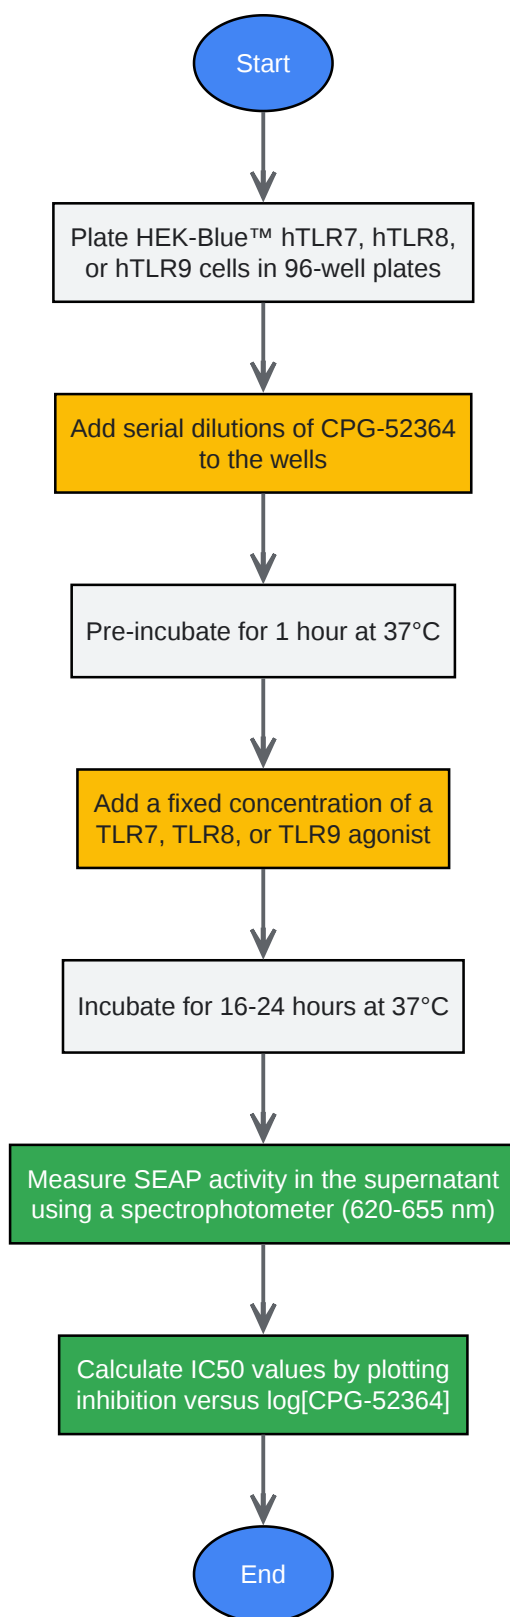 Start
Plate HEK-Blue™ hTLR7, hTLR8,
or hTLR9 cells in 96-well plates
Add serial dilutions of CPG-52364
to the wells
Pre-incubate for 1 hour at 37°C
Add a fixed concentration of a
TLR7, TLR8, or TLR9 agonist
Incubate for 16-24 hours at 37°C
Measure SEAP activity in the supernatant
using a spectrophotometer (620-655 nm)
Calculate IC50 values by plotting
inhibition versus log[CPG-52364]
End